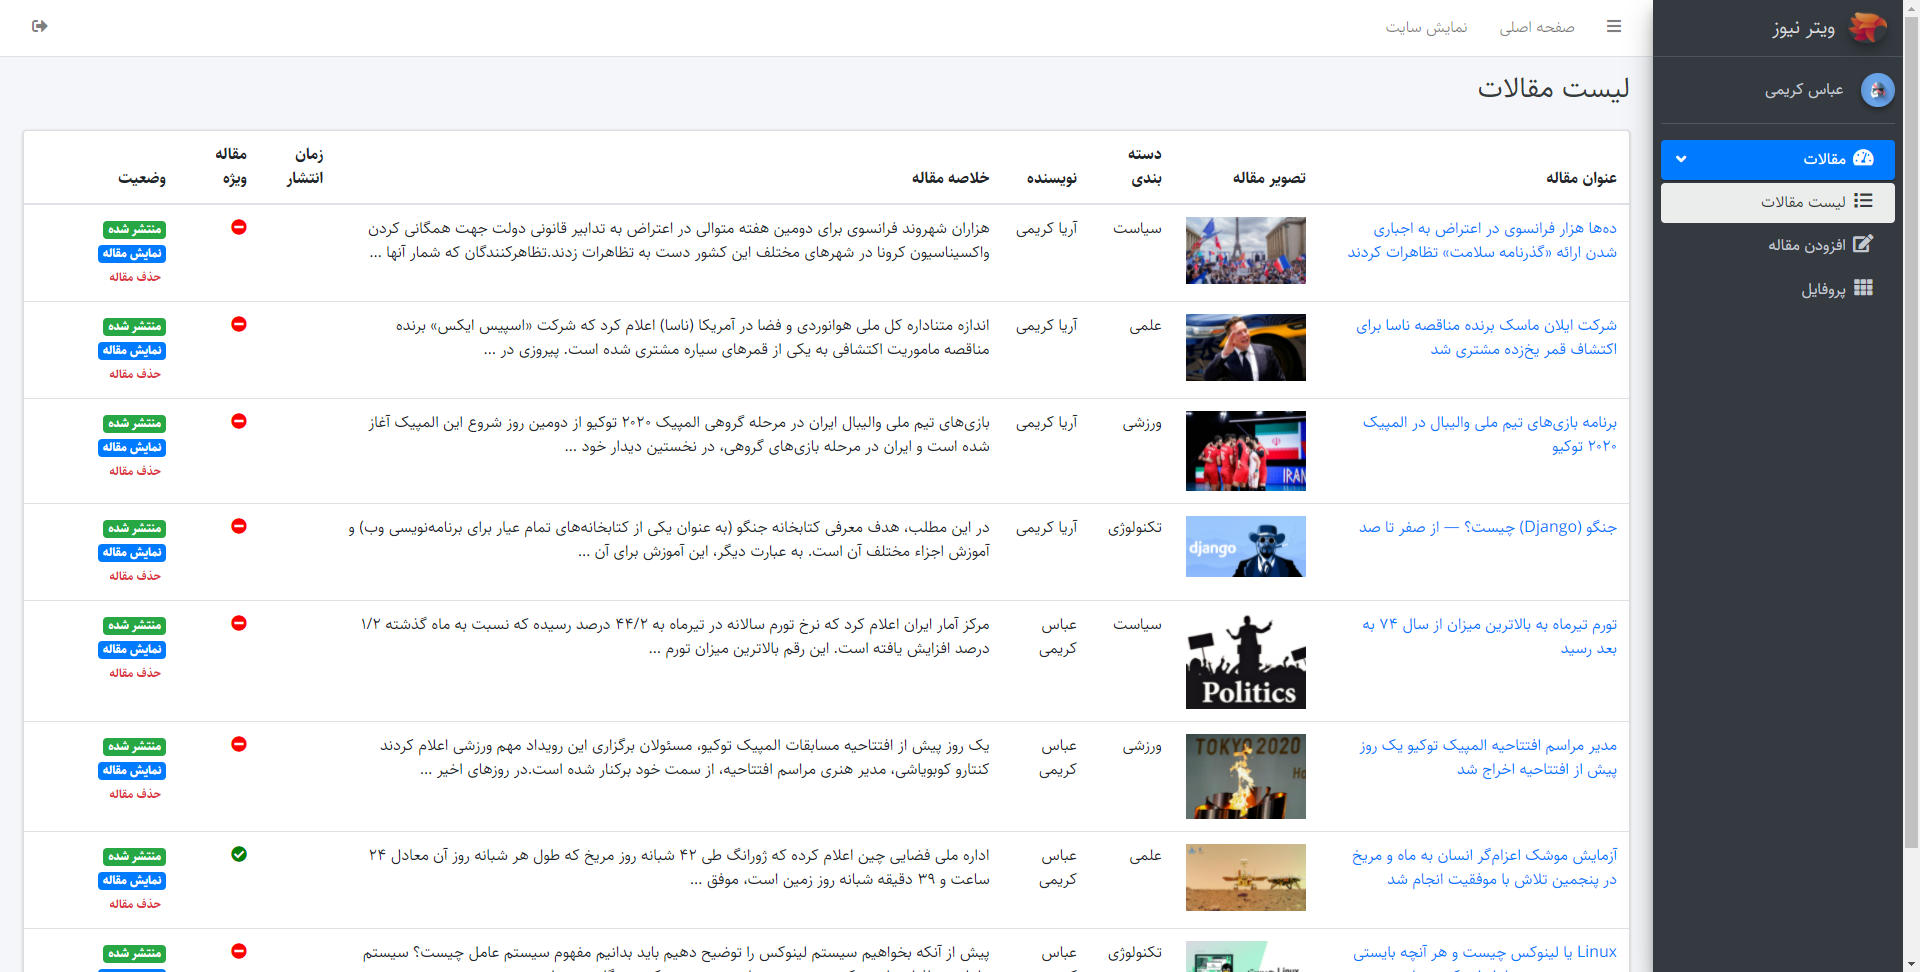 ویتر نیوز
عباس کریمی
مقالات
لیست مقالات
افزودن مقاله
پروفایل
صفحه اصلی
نمایش سایت
لیست مقالات
عنوان مقاله
تصویر مقاله
دسته
بندی
نویسنده
خلاصه مقاله
زمان
انتشار
مقاله
ویژه
وضعیت
ده‌ها هزار فرانسوی در اعتراض به اجباری
شدن ارائه «گذرنامه سلامت» تظاهرات کردند
سیاست
آریا کریمی
هزاران شهروند فرانسوی برای دومین هفته متوالی در اعتراض به تدابیر قانونی دولت جهت همگانی کردن
واکسیناسیون کرونا در شهرهای مختلف این کشور دست به تظاهرات زدند.تظاهرکنندگان که شمار آنها ...
منتشر شده
نمایش مقاله
حذف مقاله
شرکت ایلان ماسک برنده مناقصه ناسا برای
اکتشاف قمر یخ‌زده مشتری شد
علمی
آریا کریمی
اندازه متناداره کل ملی هوانوردی و فضا در آمریکا (ناسا) اعلام کرد که شرکت «اسپیس ایکس» برنده
مناقصه ماموریت اکتشافی به یکی از قمرهای سیاره مشتری شده است. پیروزی در ...
منتشر شده
نمایش مقاله
حذف مقاله
برنامه بازی‌های تیم ملی والیبال در المپیک
۲۰۲۰ توکیو
IRAN
ورزشی
آریا کریمی
بازی‌های تیم ملی والیبال ایران در مرحله گروهی المپیک ۲۰۲۰ توکیو از دومین روز شروع این المپیک آغاز
شده است و ایران در مرحله بازی‌های گروهی، در نخستین دیدار خود ...
منتشر شده
نمایش مقاله
حذف مقاله
جنگو (Django) چیست؟ — از صفر تا صد
django
تکنولوژی
آریا کریمی
در این مطلب، هدف معرفی کتابخانه جنگو (به عنوان یکی از کتابخانه‌های تمام عیار برای برنامه‌نویسی وب) و
آموزش اجزاء مختلف آن است. به عبارت دیگر، این آموزش برای آن ...
منتشر شده
نمایش مقاله
حذف مقاله
تورم تیرماه به بالاترین میزان از سال ۷۴ به
بعد رسید
Politics
سیاست
عباس
کریمی
مرکز آمار ایران اعلام کرد که نرخ تورم سالانه در تیرماه به ۴۴/۲ درصد رسیده که نسبت به ماه گذشته ۱/۲
درصد افزایش یافته است. این رقم بالاترین میزان تورم ...
منتشر شده
نمایش مقاله
حذف مقاله
مدیر مراسم افتتاحیه المپیک توکیو یک روز
پیش از افتتاحیه اخراج شد
TOKYO 2020
ورزشی
عباس
کریمی
یک روز پیش از افتتاحیه مسابقات المپیک توکیو، مسئولان برگزاری این رویداد مهم ورزشی اعلام کردند
کنتارو کوبویاشی، مدیر هنری مراسم افتتاحیه، از سمت خود برکنار شده است.در روزهای اخیر ...
منتشر شده
نمایش مقاله
حذف مقاله
آزمایش موشک اعزام‌گر انسان به ماه و مریخ
در پنجمین تلاش با موفقیت انجام شد
علمی
عباس
کریمی
اداره ملی فضایی چین اعلام کرده که ژورانگ طی ۴۲ شبانه روز مریخ که طول هر شبانه روز آن معادل ۲۴
ساعت و ۳۹ دقیقه شبانه روز زمین است، موفق ...
منتشر شده
نمایش مقاله
حذف مقاله
Linux یا لینوکس چیست و هر آنچه بایستی
تکنولوژی
عباس
پیش از آنکه بخواهیم سیستم لینوکس را توضیح دهیم باید بدانیم مفهوم سیستم عامل چیست؟ سیستم
منتشر شده